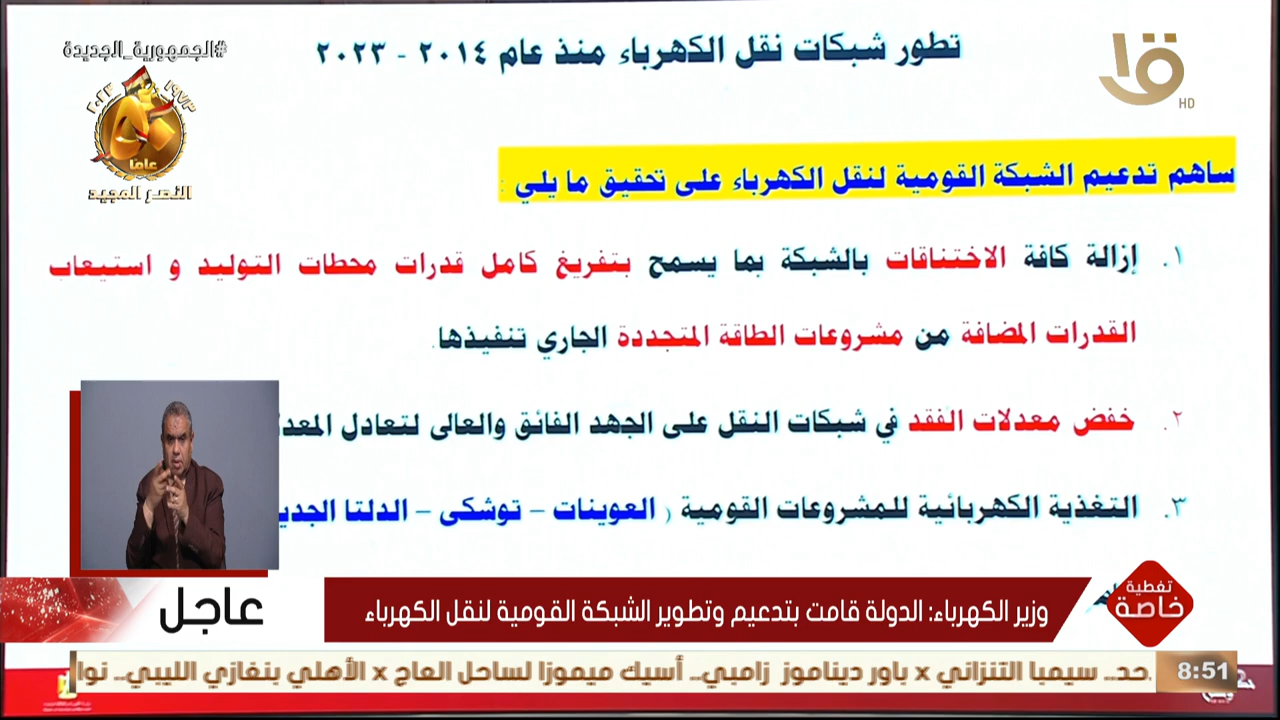 #الجمهورية_الجديدة
تطور شبكات نقل الكهرباء منذ عام ٢٠١٤ - ٢٠٢٣
HD
١٩٧٣
٢٠٢٣
عاما
النصر المجيد
ساهم تدعيم الشبكة القومية لنقل الكهرباء على تحقيق ما يلي :
١. إزالة كافة الاختناقات بالشبكة بما يسمح بتفريغ كامل قدرات محطات التوليد و استيعاب
القدرات المضافة من مشروعات الطاقة المتجددة الجاري تنفيذها.
٢. خفض معدلات الفقد في شبكات النقل على الجهد الفائق والعالى لتعادل
٣. التغذية الكهربائية للمشروعات القومية ( العوينات – توشكى – الدلتا
تغطية
خاصة
وزير الكهرباء: الدولة قامت بتدعيم وتطوير الشبكة القومية لنقل الكهرباء
عاجل
8:51
سيمبا التنزاني x باور ديناموز زامبي.. أسيك ميموزا لساحل العاج x الأهلي بنغازي الليبي..